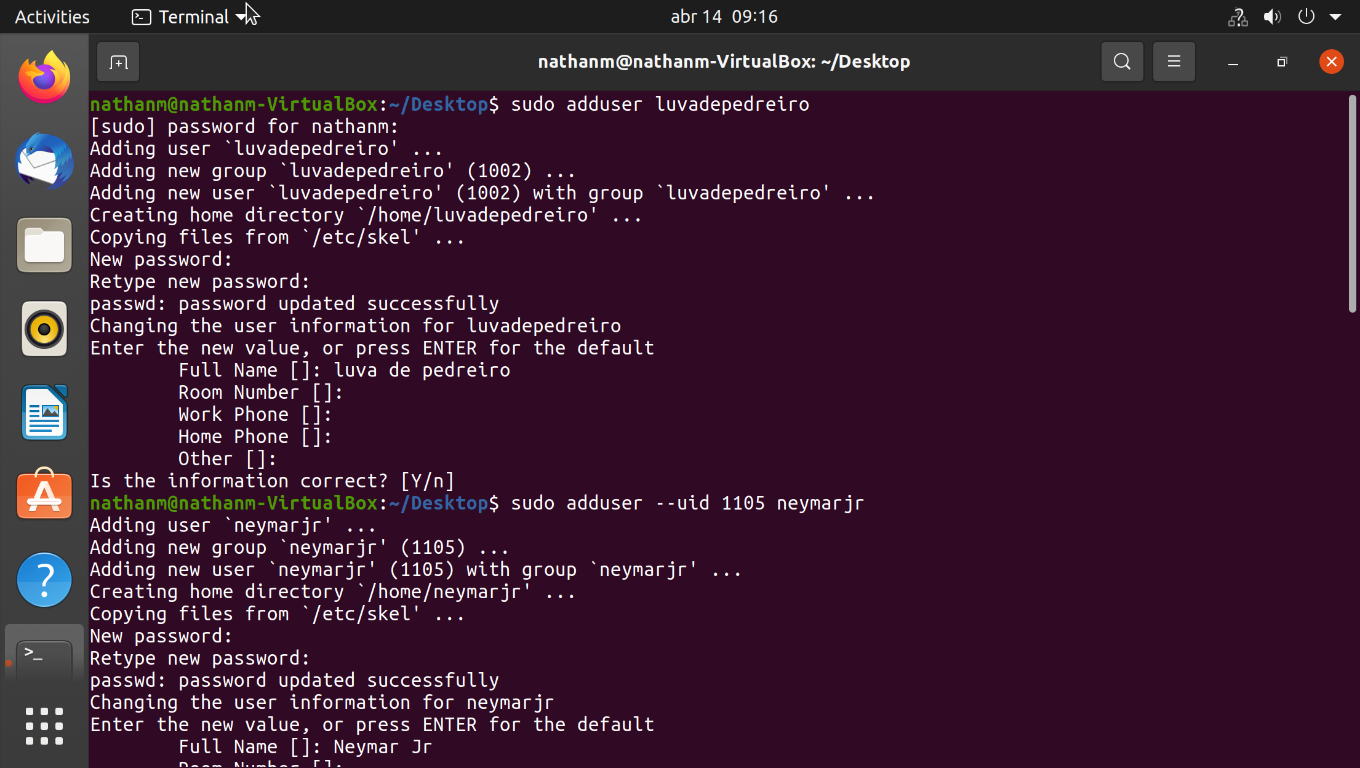 Activities
Terminal
abr 14 09:16
nathanm@nathanm-VirtualBox: ~/Desktop
nathanm@nathanm-VirtualBox:~/Desktop$ sudo adduser luvadepedreiro
[sudo] password for nathanm:
Adding user `luvadepedreiro' ...
Adding new group `luvadepedreiro' (1002) ...
Adding new user `luvadepedreiro' (1002) with group `luvadepedreiro' ...
Creating home directory `/home/luvadepedreiro' ...
Copying files from `/etc/skel' ...
New password:
Retype new password:
passwd: password updated successfully
Changing the user information for luvadepedreiro
Enter the new value, or press ENTER for the default
Full Name []: luva de pedreiro
Room Number []:
Work Phone []:
Home Phone []:
Other []:
Is the information correct? [Y/n]
nathanm@nathanm-VirtualBox:~/Desktop$ sudo adduser --uid 1105 neymarjr
Adding user `neymarjr' ...
Adding new group `neymarjr' (1105) ...
Adding new user `neymarjr' (1105) with group `neymarjr' ...
Creating home directory `/home/neymarjr' ...
Copying files from `/etc/skel' ...
New password:
Retype new password:
passwd: password updated successfully
Changing the user information for neymarjr
Enter the new value, or press ENTER for the default
Full Name []: Neymar Jr
Room Number []: